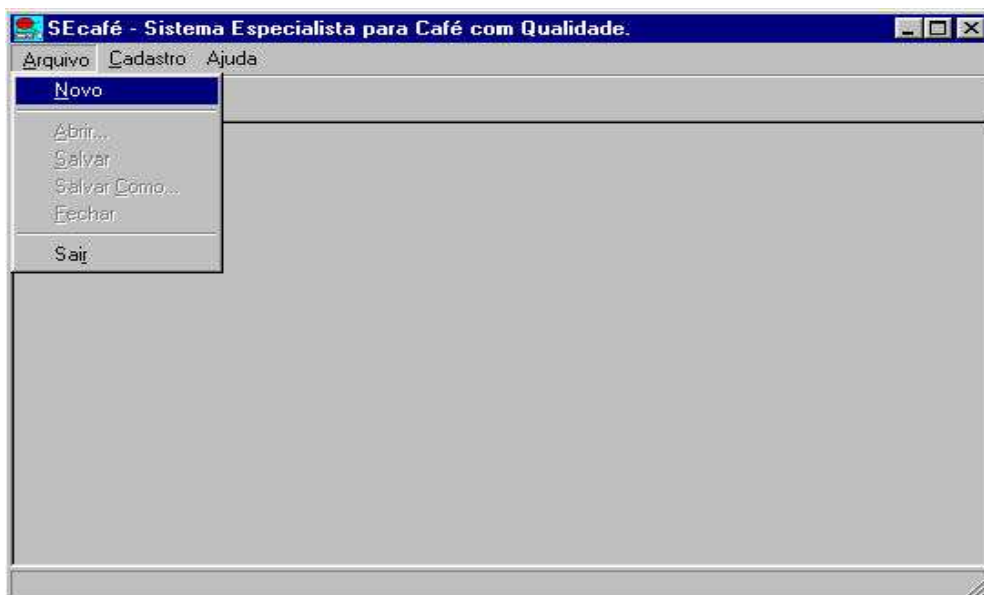 SEcafé - Sistema Especialista para Café com Qualidade.
Arquivo Cadastro Ajuda
Novo
Abrir...
Salvar
Salvar Como...
Fechar
Sair